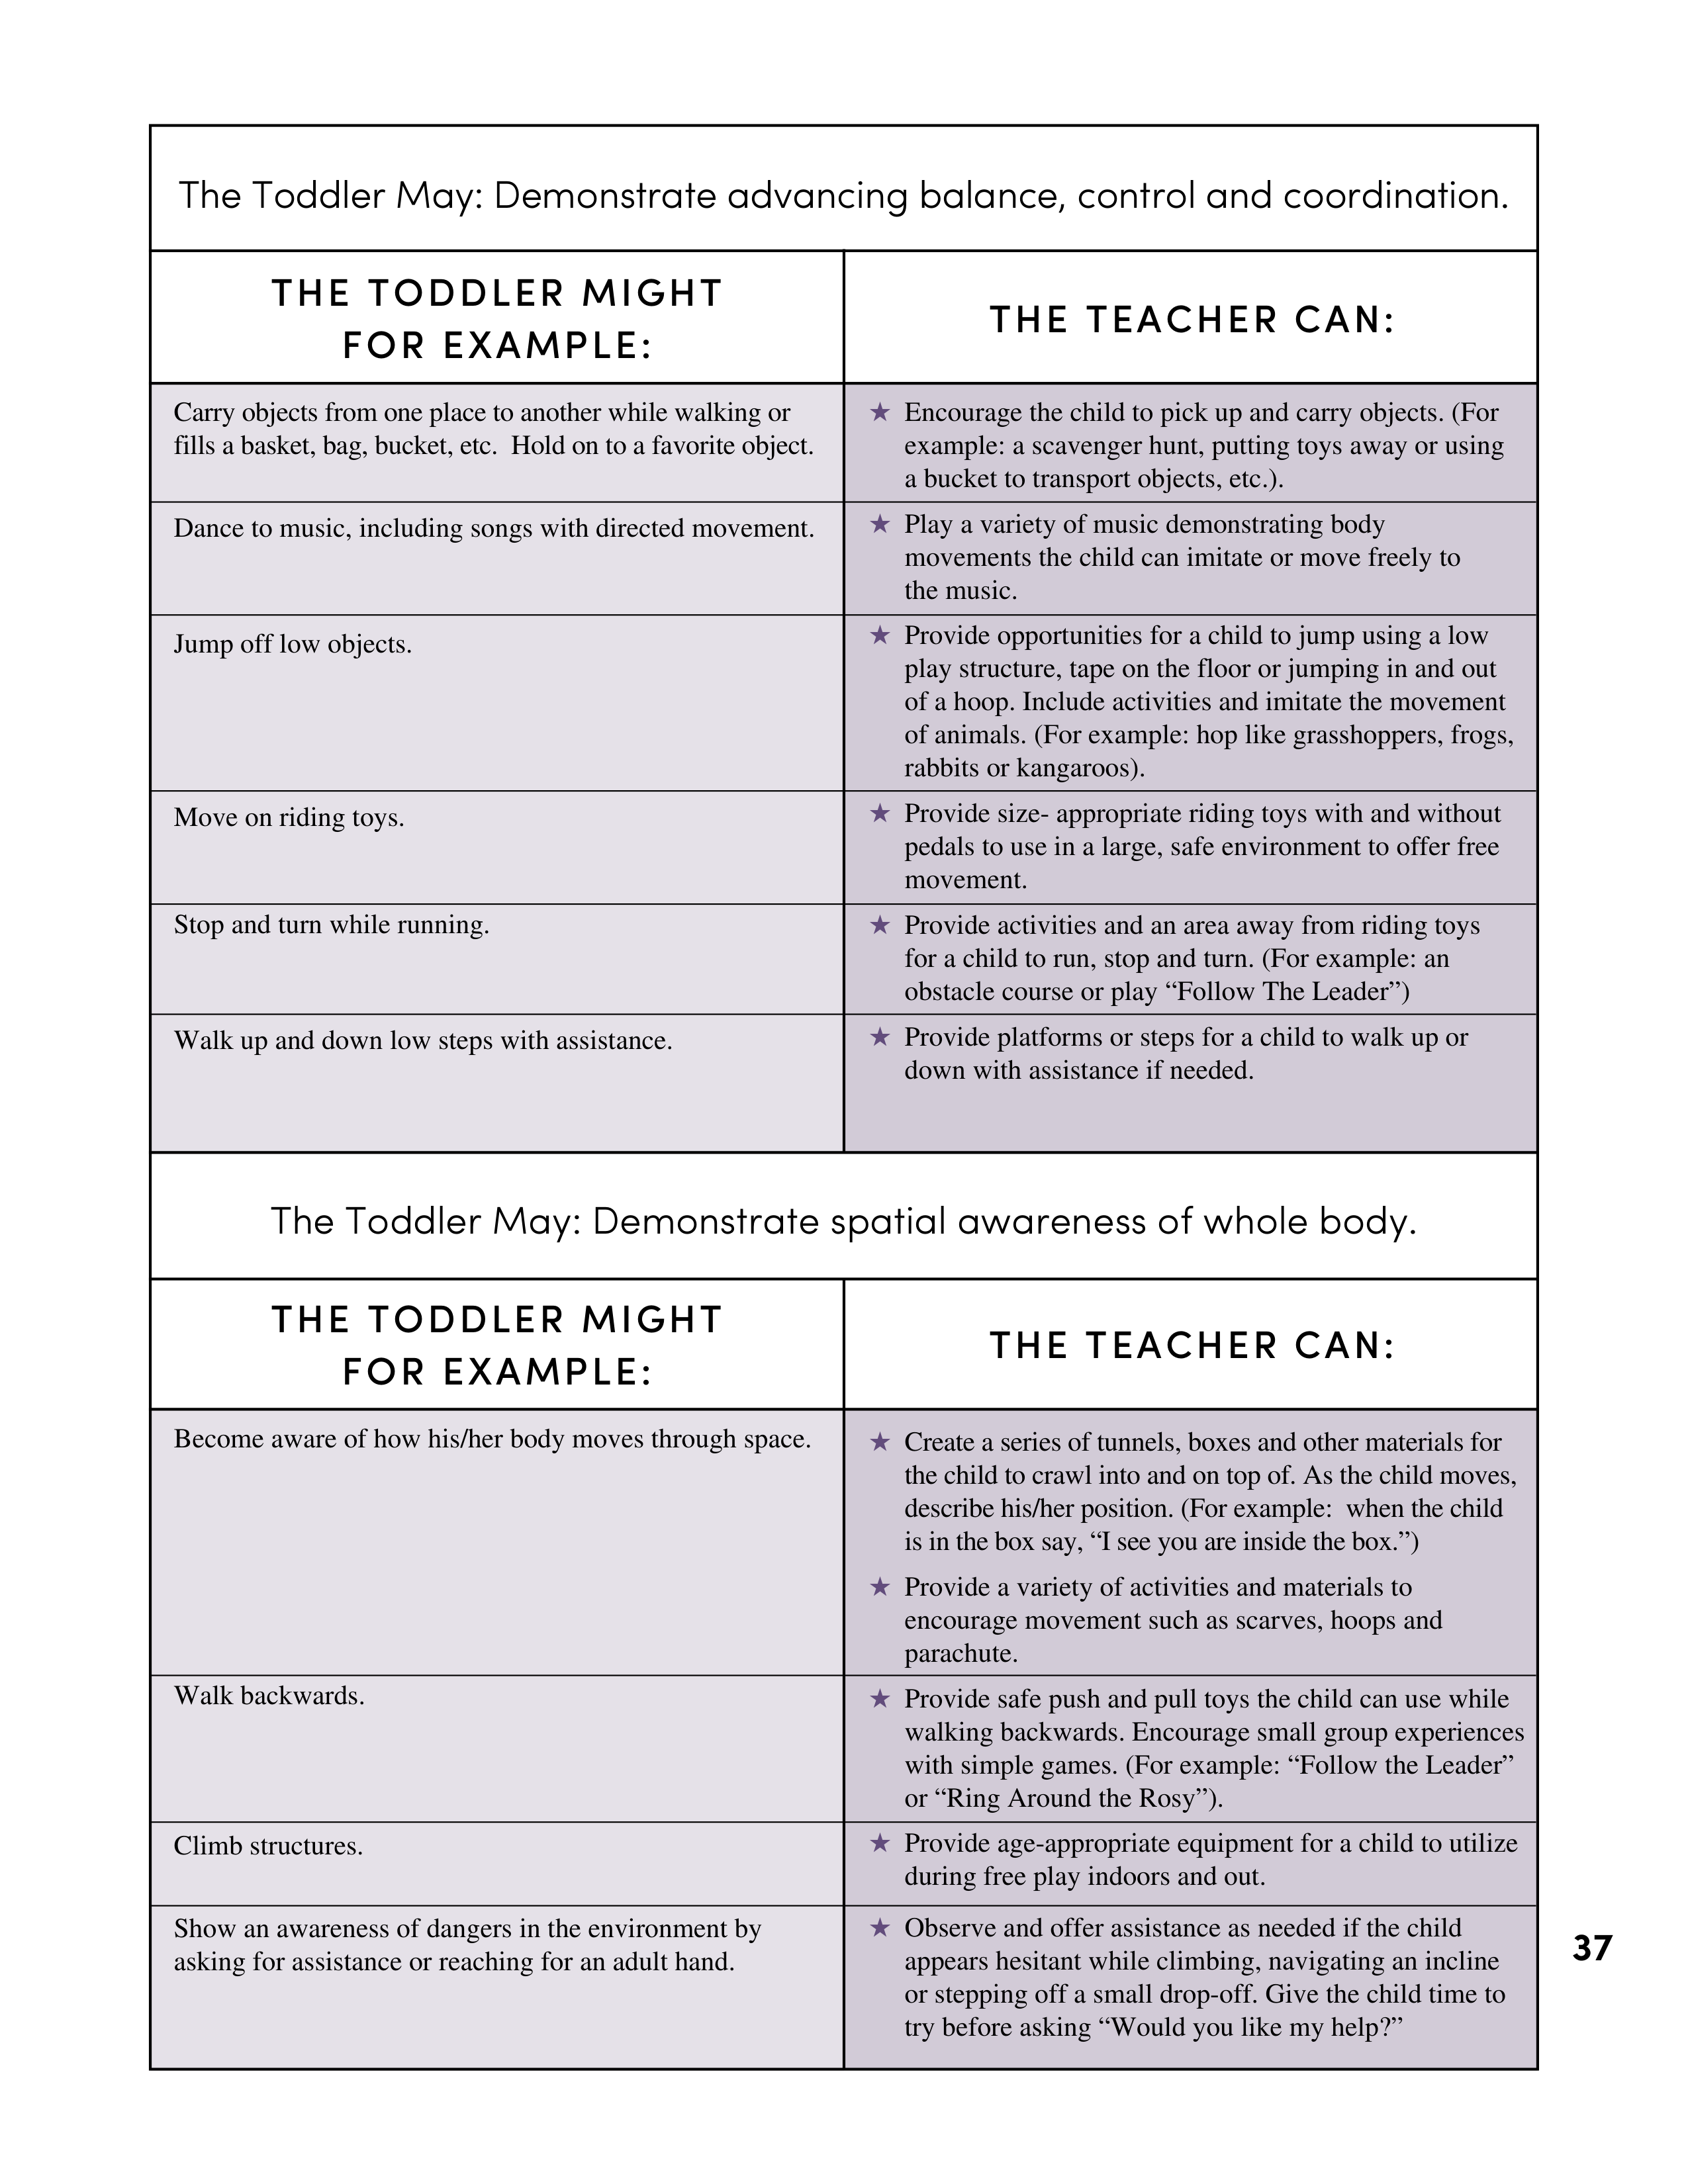 The Toddler May: Demonstrate advancing balance, control and coordination.
THE TODDLER MIGHT
FOR EXAMPLE:
THE TEACHER CAN:
Carry objects from one place to another while walking or
fills a basket, bag, bucket, etc.  Hold on to a favorite object.
★ Encourage the child to pick up and carry objects. (For
example: a scavenger hunt, putting toys away or using
a bucket to transport objects, etc.).
Dance to music, including songs with directed movement.
★ Play a variety of music demonstrating body
movements the child can imitate or move freely to
the music.
Jump off low objects.
★ Provide opportunities for a child to jump using a low
play structure, tape on the floor or jumping in and out
of a hoop. Include activities and imitate the movement
of animals. (For example: hop like grasshoppers, frogs,
rabbits or kangaroos).
Move on riding toys.
★ Provide size- appropriate riding toys with and without
pedals to use in a large, safe environment to offer free
movement.
Stop and turn while running.
★ Provide activities and an area away from riding toys
for a child to run, stop and turn. (For example: an
obstacle course or play “Follow The Leader”)
Walk up and down low steps with assistance.
★ Provide platforms or steps for a child to walk up or
down with assistance if needed.
The Toddler May: Demonstrate spatial awareness of whole body.
THE TODDLER MIGHT
FOR EXAMPLE:
THE TEACHER CAN:
Become aware of how his/her body moves through space.
★ Create a series of tunnels, boxes and other materials for
the child to crawl into and on top of. As the child moves,
describe his/her position. (For example:  when the child
is in the box say, “I see you are inside the box.”)
★ Provide a variety of activities and materials to
encourage movement such as scarves, hoops and
parachute.
Walk backwards.
★ Provide safe push and pull toys the child can use while
walking backwards. Encourage small group experiences
with simple games. (For example: “Follow the Leader”
or “Ring Around the Rosy”).
Climb structures.
★ Provide age-appropriate equipment for a child to utilize
during free play indoors and out.
Show an awareness of dangers in the environment by
asking for assistance or reaching for an adult hand.
★ Observe and offer assistance as needed if the child
appears hesitant while climbing, navigating an incline
or stepping off a small drop-off. Give the child time to
try before asking “Would you like my help?”
37